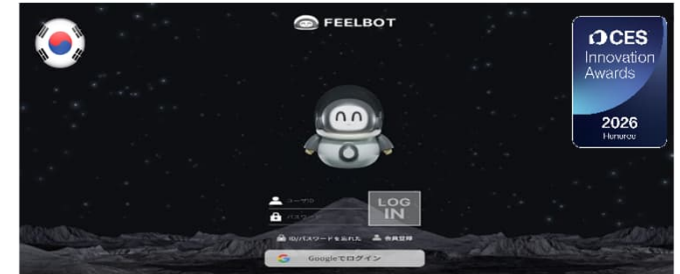 FEELBOT
CES
Innovation
Awards
2026
Honoree
ユーザID
パスワード
LOG
IN
ID/パスワードを忘れた
会員登録
Googleでログイン